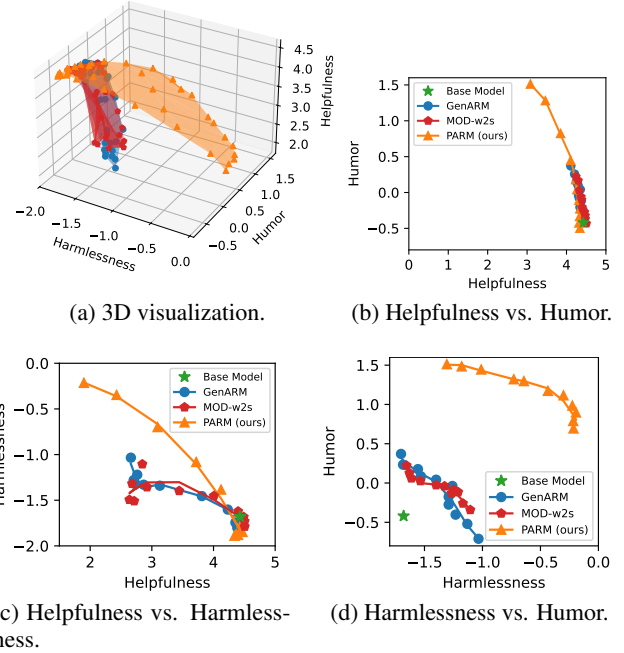 4.5
4.0
3.5
3.0
2.5
2.0
Helpfulness
1.5
1.0
0.5
0.0
−0.5
Humor
−2.0
−1.5
−1.0
−0.5
0.0
Harmlessness
(a) 3D visualization.
1.5
1.0
0.5
0.0
−0.5
Humor
Base Model
GenARM
MOD-w2s
PARM (ours)
0 1 2 3 4 5
Helpfulness
(b) Helpfulness vs. Humor.
0.0
−0.5
−1.0
−1.5
−2.0
Base Model
GenARM
MOD-w2s
PARM (ours)
2 3 4 5
Helpfulness
c) Helpfulness vs. Harmless-
ness.
1.5
1.0
0.5
0.0
−0.5
Humor
Base Model
GenARM
MOD-w2s
PARM (ours)
−1.5 −1.0 −0.5 0.0
Harmlessness
(d) Harmlessness vs. Humor.